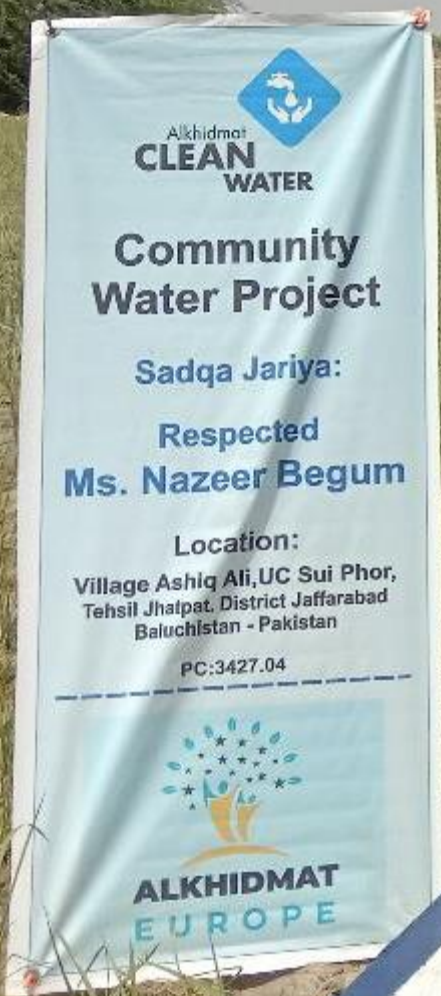 Alkhidmat
CLEAN
WATER
Community
Water Project
Sadqa Jariya:
Respected
Ms. Nazeer Begum
Location:
Village Ashiq Ali,UC Sui Phor,
Tehsil Jhatpat, District Jaffarabad
Baluchistan - Pakistan
PC:3427.04
ALKHIDMAT
EUROPE